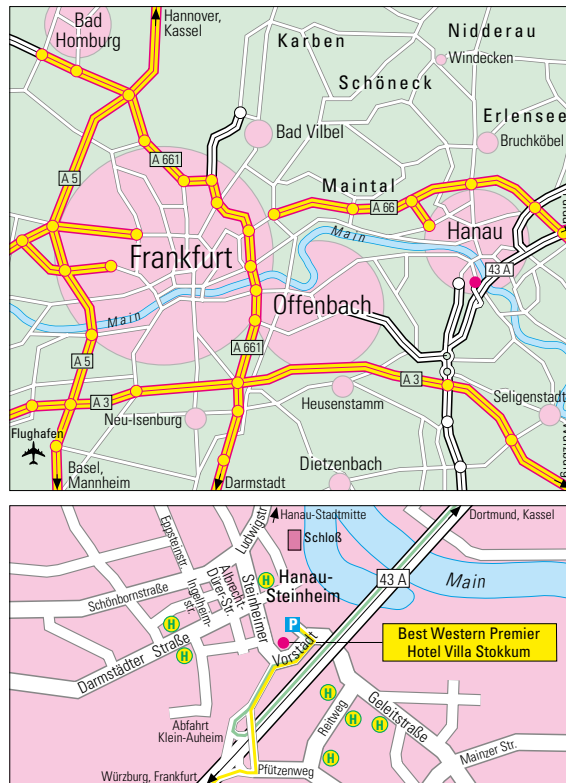 Hannover,
Kassel
Bad
Homburg
Karben
Nidderau
Windecken
Schöneck
Erlensee
Bad Vilbel
Bruchköbel
A 661
A 5
Maintal
A 66
Main
Hanau
Frankfurt
43 A
Offenbach
Main
A 661
A 5
A 3
A 3
Seligenstadt
Neu-Isenburg
Heusenstamm
Flughafen
Basel,
Mannheim
Darmstadt
Dietzenbach
Hanau-Stadtmitte
Dortmund, Kassel
Ludwigstr.
Eppsteinstr.
Schloß
Hanau-
Steinheim
43 A
Main
Schönbornstraße
Ingelheim-
str.
Albrecht-
Dürer-Str.
Steinheimer
Vorstadt
H
P
Best Western Premier
Hotel Villa Stokkum
H
H
Darmstädter Straße
H
Abfahrt
Klein-Auheim
Reitweg
Geleitstraße
H
H
H
H
Mainzer Str.
Pfützenweg
Würzburg, Frankfurt